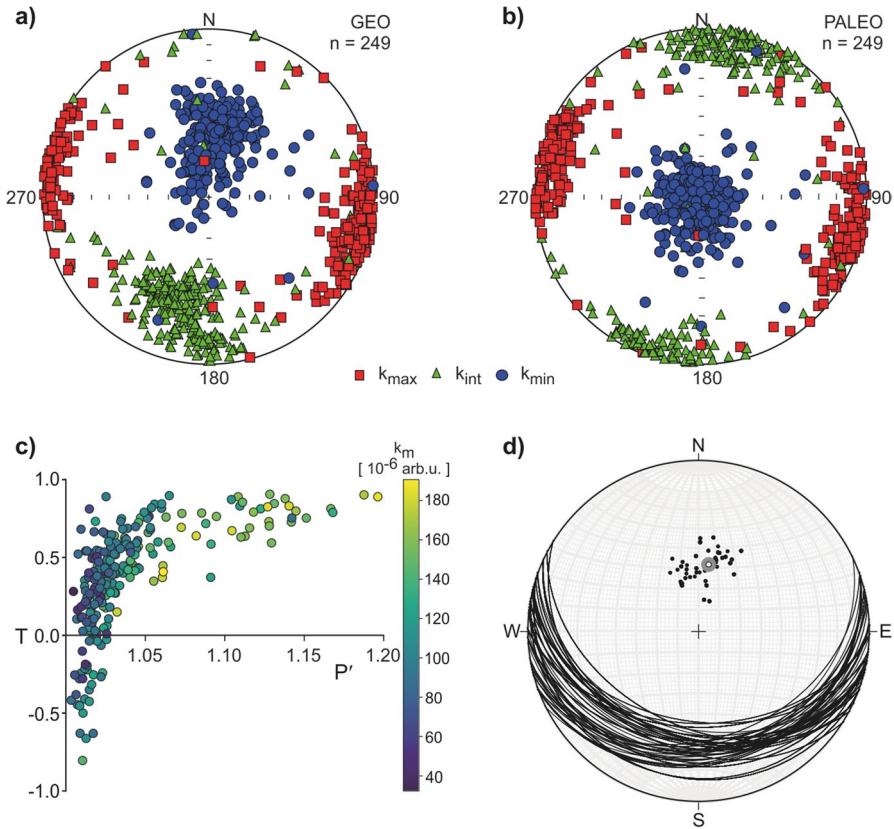 a)
N
GEO
n = 249
270
90
180
b)
N
PALEO
n = 249
270
90
180
kmax kint kmin
c)
km
[ 10-6 arb.u. ]
1.0
0.5
T 0.0
-0.5
-1.0
1.05 1.10 1.15 1.20
P'
180
160
140
120
100
80
60
40
d)
N
W
E
S